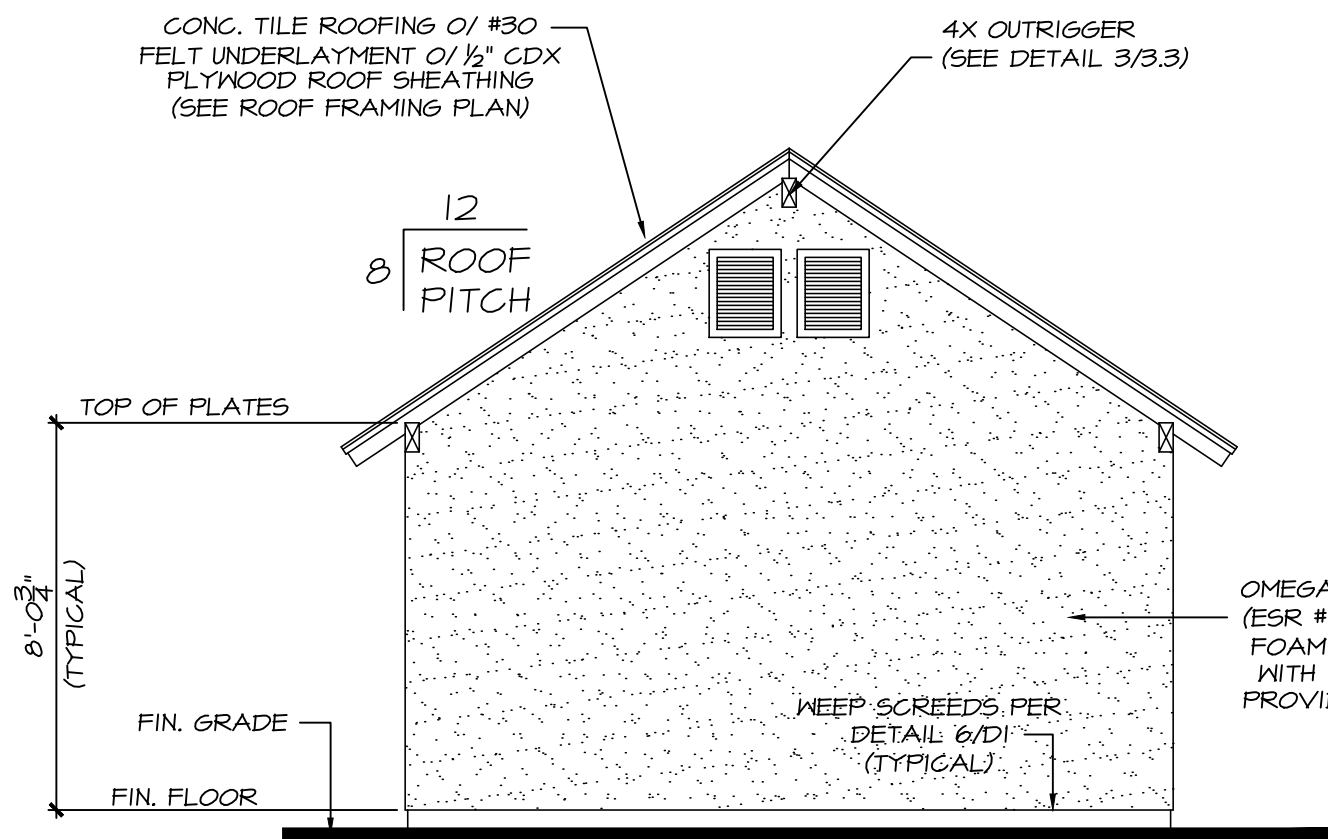 CONC. TILE ROOFING O/ #30
FELT UNDERLAYMENT O/ ½" CDX
PLYWOOD ROOF SHEATHING
(SEE ROOF FRAMING PLAN)
4X OUTRIGGER
(SEE DETAIL 3/3.3)
12
8
ROOF
PITCH
TOP OF PLATES
8'-0¾"
(TYPICAL)
OMEGA
(ESR #
FOAM
WITH
PROVI
WEEP SCREEDS PER
DETAIL 6/D1
(TYPICAL)
FIN. GRADE
FIN. FLOOR